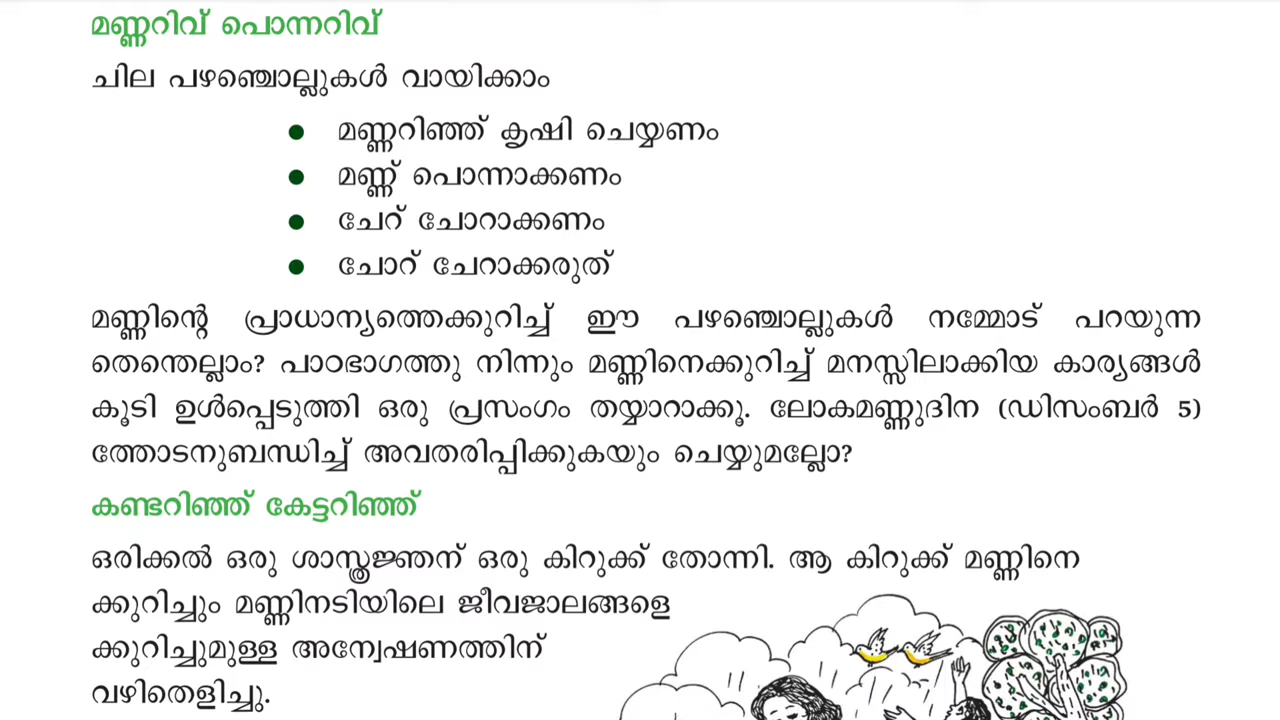 മണ്ണറിവ് പൊന്നറിവ്
ചില പഴഞ്ചൊല്ലുകൾ വായിക്കാം
● മണ്ണറിഞ്ഞ് കൃഷി ചെയ്യണം
● മണ്ണ് പൊന്നാക്കണം
● ചേറ് ചോറാക്കണം
● ചോറ് ചേറാക്കരുത്
മണ്ണിന്റെ പ്രാധാന്യത്തെക്കുറിച്ച് ഈ പഴഞ്ചൊല്ലുകൾ നമ്മോട് പറയുന്ന
തെന്തെല്ലാം? പാഠഭാഗത്തു നിന്നും മണ്ണിനെക്കുറിച്ച് മനസ്സിലാക്കിയ കാര്യങ്ങൾ
കൂടി ഉൾപ്പെടുത്തി ഒരു പ്രസംഗം തയ്യാറാക്കൂ. ലോകമണ്ണുദിന (ഡിസംബർ 5)
ത്തോടനുബന്ധിച്ച് അവതരിപ്പിക്കുകയും ചെയ്യുമല്ലോ?
കണ്ടറിഞ്ഞ് കേട്ടറിഞ്ഞ്
ഒരിക്കൽ ഒരു ശാസ്ത്രജ്ഞന് ഒരു കിറുക്ക് തോന്നി. ആ കിറുക്ക് മണ്ണിനെ
ക്കുറിച്ചും മണ്ണിനടിയിലെ ജീവജാലങ്ങളെ
ക്കുറിച്ചുമുള്ള അന്വേഷണത്തിന്
വഴിതെളിച്ചു.